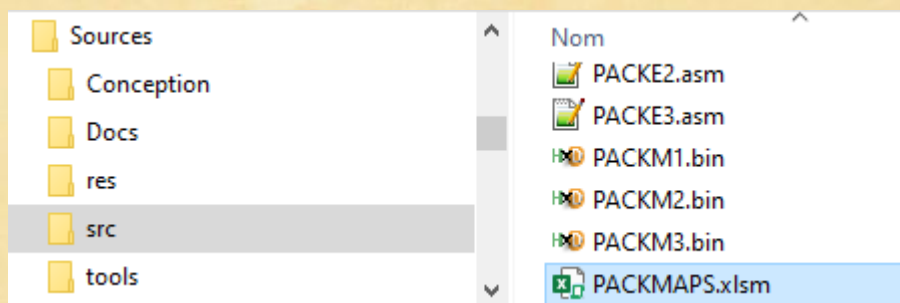 Sources
Conception
Docs
res
src
tools
Nom
PACKE2.asm
PACKE3.asm
PACKM1.bin
PACKM2.bin
PACKM3.bin
PACKMAPS.xlsm